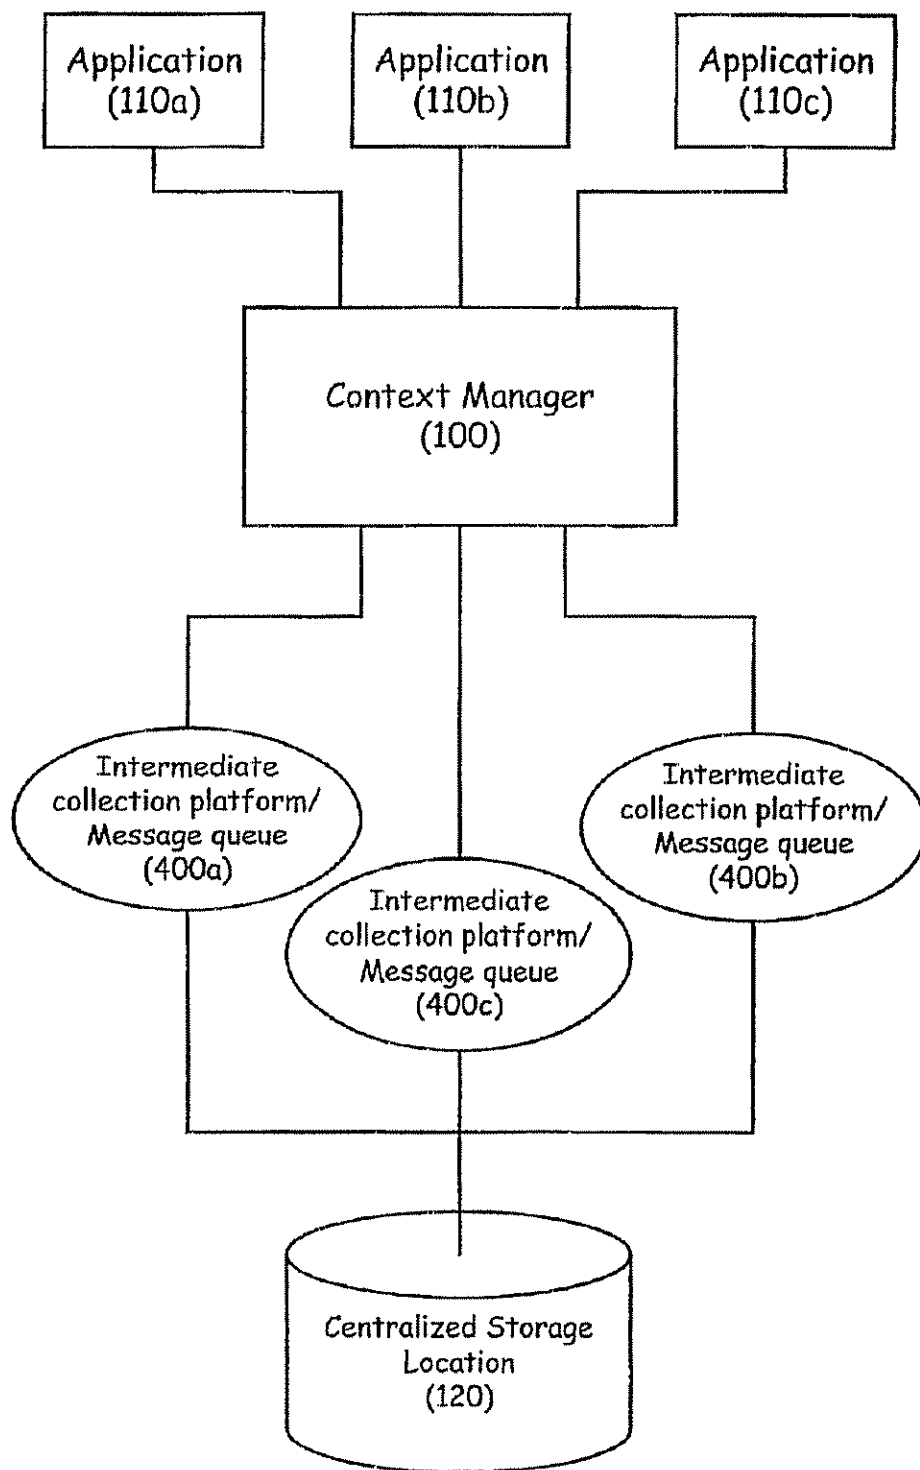 Application
(110a)
Application
(110b)
Application
(110c)
Context Manager
(100)
Intermediate
collection platform/
Message queue
(400a)
Intermediate
collection platform/
Message queue
(400b)
Intermediate
collection platform/
Message queue
(400c)
Centralized Storage
Location
(120)